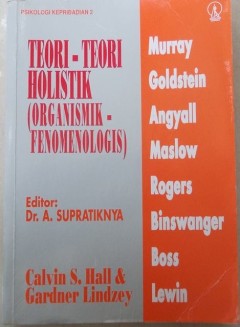 PSIKOLOGI KEPRIBADIAN 2
TEORI - TEORI
HOLISTIK
(ORGANISMIK -
FENOMENOLOGIS)
Editor:
Dr. A. SUPRATIKNYA
Calvin S. Hall &
Gardner Lindzey
Murray
Goldstein
Angyall
Maslow
Rogers
Binswanger
Boss
Lewin